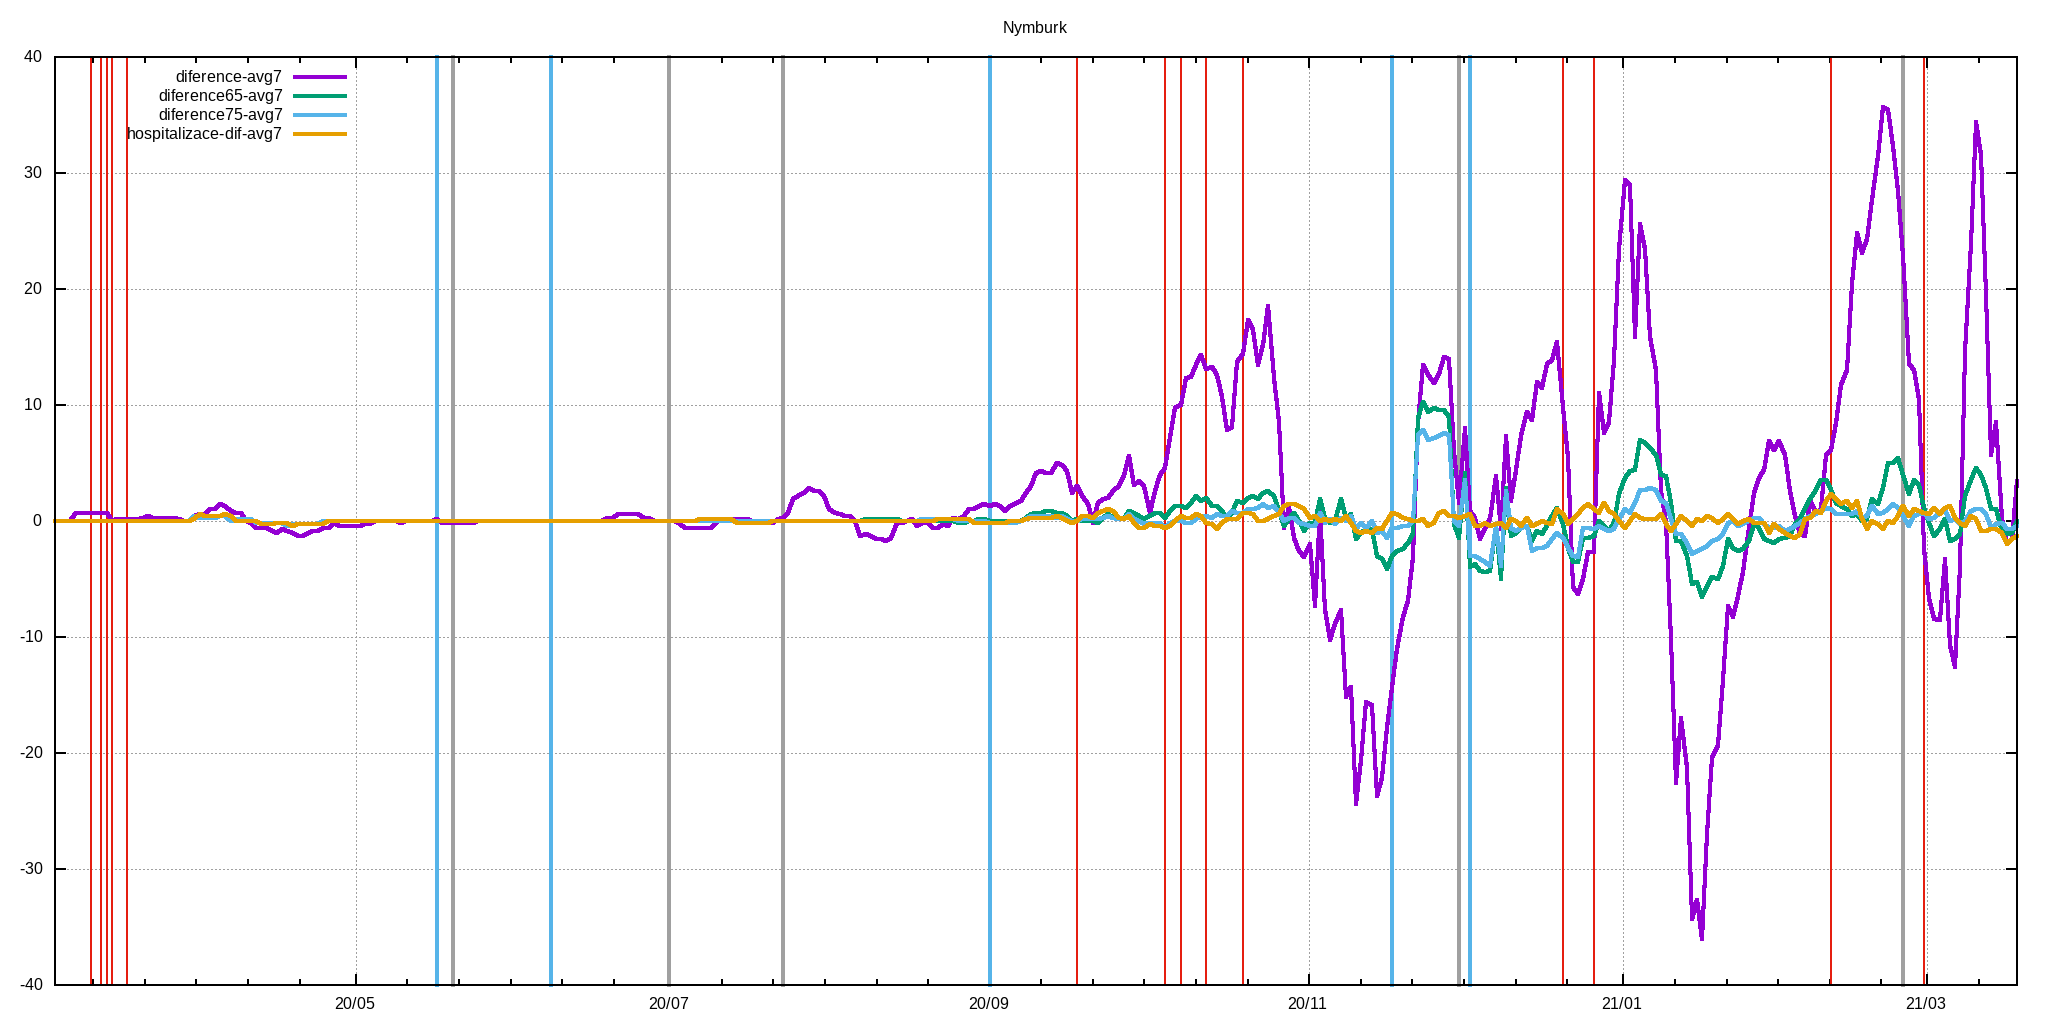 Nymburk
40
diference-avg7
diference65-avg7
diference75-avg7
hospitalizace-dif-avg7
30
20
10
0
-10
-20
-30
-40
20/05 20/07 20/09 20/11 21/01 21/03